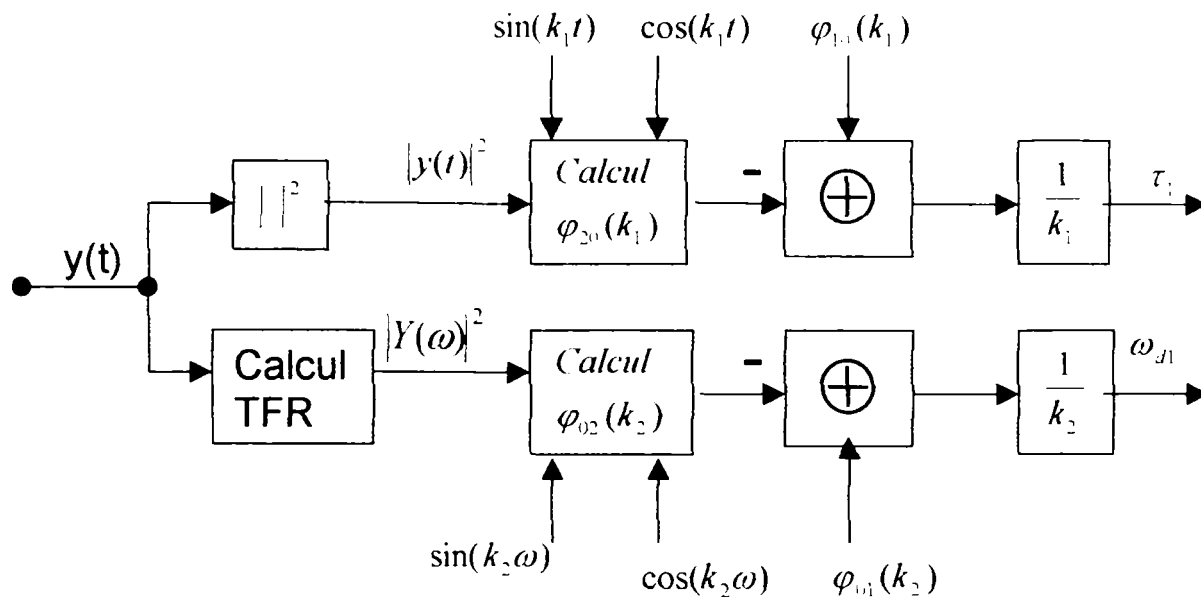 sin(k₁t) cos(k₁t) φ₁₀(k₁)
| |²
|y(t)|²
Calcul
φ₂₀(k₁)
-
⊕
1/k₁
τ₁
y(t)
Calcul
TFR
|Y(ω)|²
Calcul
φ₀₂(k₂)
-
⊕
1/k₂
ω_d1
sin(k₂ω) cos(k₂ω) φ₀₁(k₂)